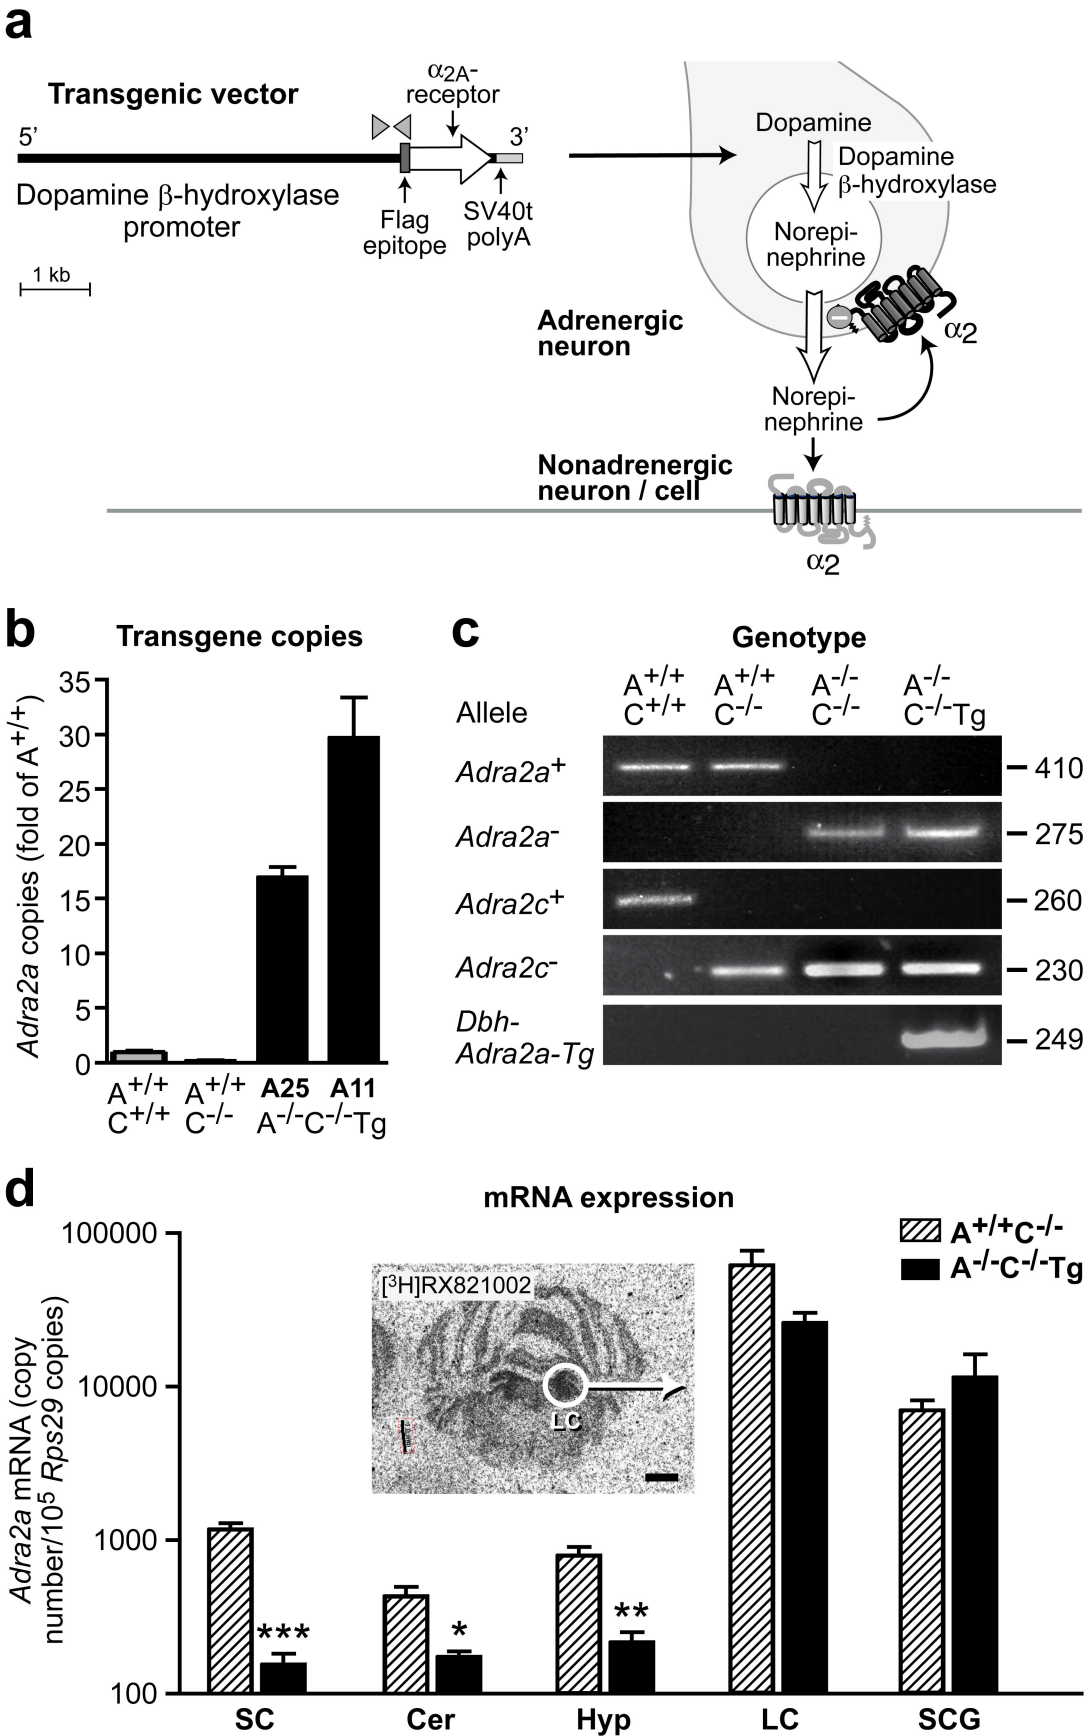 a
Transgenic vector
5’
α2A-
receptor
3’
Dopamine β-hydroxylase
promoter
Flag
epitope
SV40t
polyA
1 kb
Dopamine
Dopamine
β-hydroxylase
Norepi-
nephrine
α2
Adrenergic
neuron
Norepi-
nephrine
Nonadrenergic
neuron / cell
α2
b
Transgene copies
Adra2a copies (fold of A+/+)
35
30
25
20
15
10
5
0
A+/+
C+/+
A+/+
C-/-
A25
A11
A-/-C-/-Tg
c
Genotype
Allele
A+/+
C+/+
A+/+
C-/-
A-/-
C-/-
A-/-
C-/-Tg
Adra2a+
410
Adra2a-
275
Adra2c+
260
Adra2c-
230
Dbh-
Adra2a-Tg
249
d
mRNA expression
Adra2a mRNA (copy
number/10⁵ Rps29 copies)
100000
10000
1000
100
A+/+C-/-
A-/-C-/-Tg
[³H]RX821002
LC
***
*
**
SC
Cer
Hyp
LC
SCG